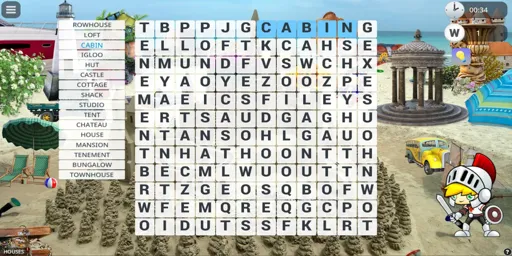 00:34
W
ROWHOUSE
LOFT
CABIN
IGLOO
HUT
CASTLE
COTTAGE
SHACK
STUDIO
TENT
CHATEAU
HOUSE
MANSION
TENEMENT
BUNGALOW
TOWNHOUSE
T B P P J G C A B I N G
E L L O F T K C A H S E
N M U N I F V S W C H X
E Y A O Y E Z O O Z P E
M A E I C S F I L E Y S
E R T S A U D G A G H U
N T A N S O H L G A U O
T N H A T H U O N T T H
B E C M L W U O U T T N
R T Z G E O S Q B O F W
W F E M Q R E Q G C P O
O I D U T S S F K L R T
HOUSES
?